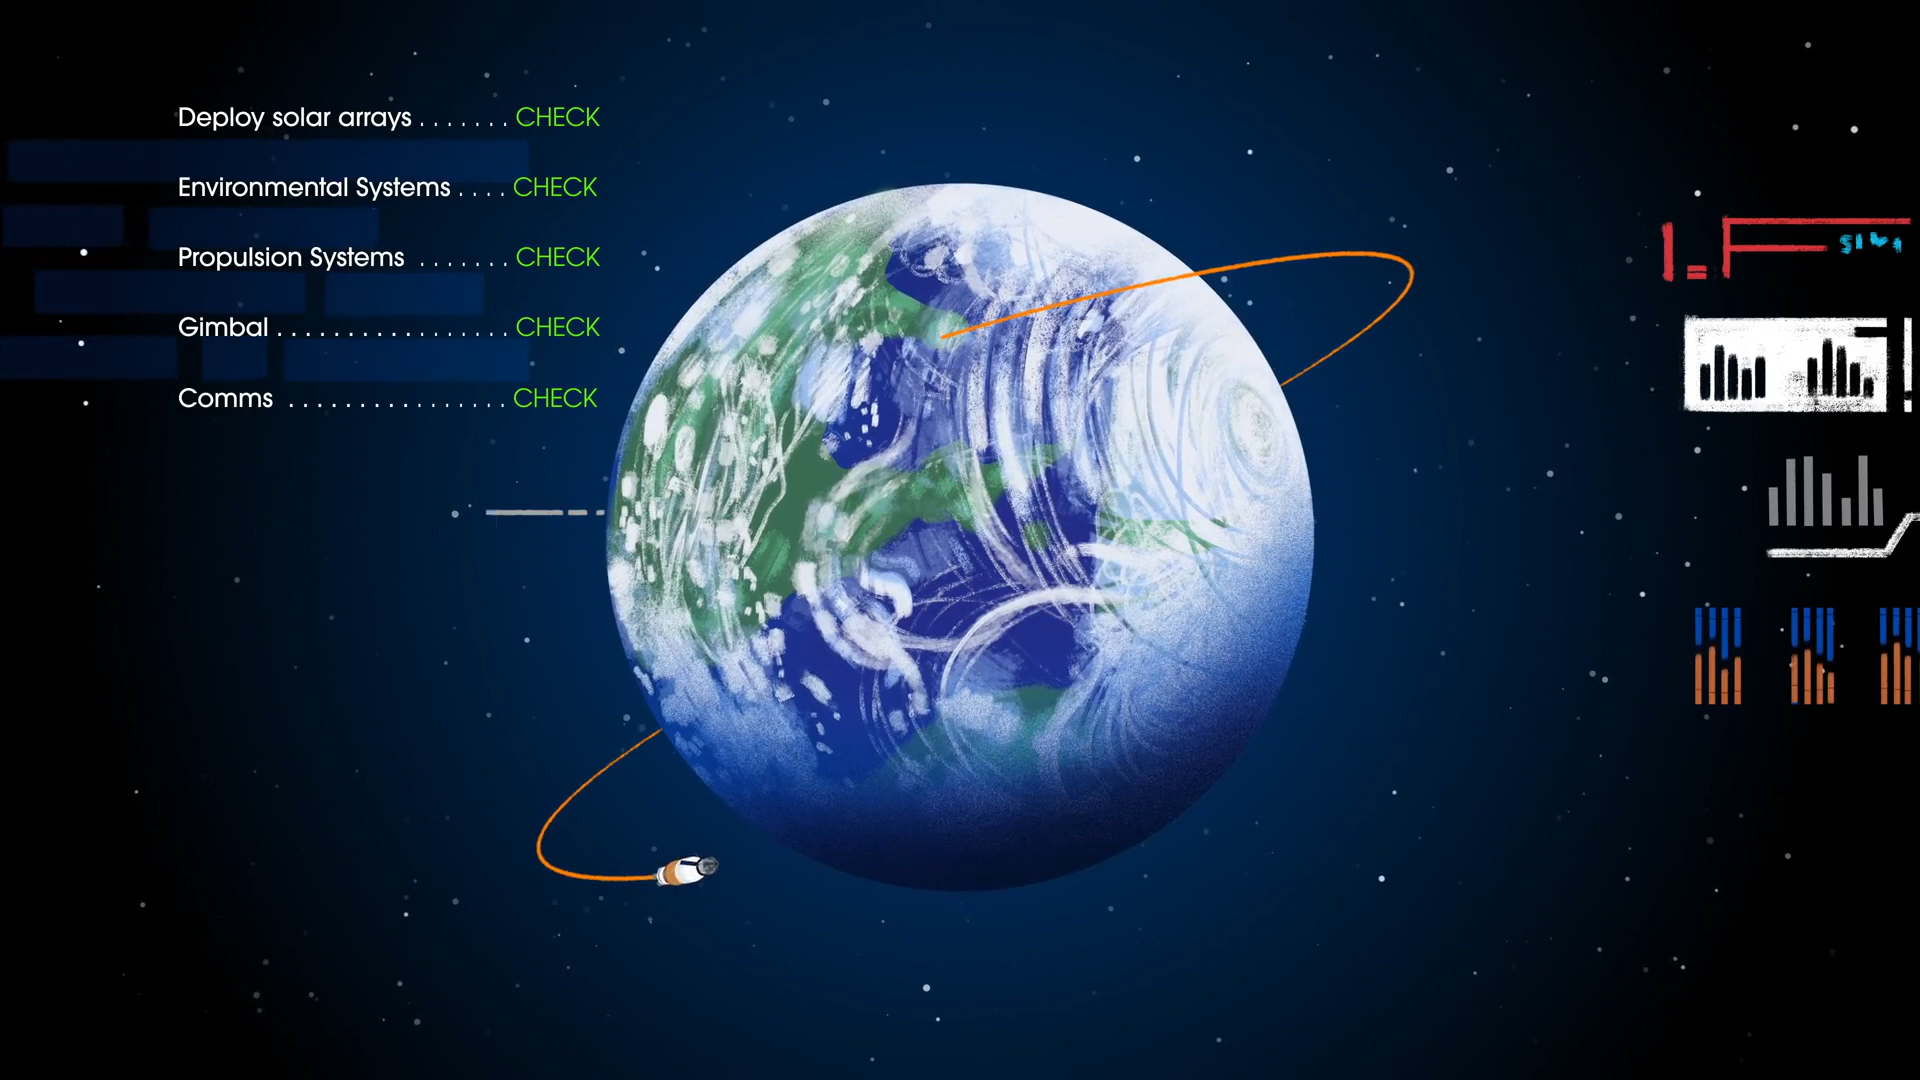 Deploy solar arrays . . . . . . . CHECK
Environmental Systems . . . . CHECK
Propulsion Systems . . . . . . . CHECK
Gimbal . . . . . . . . . . . . . . . . CHECK
Comms . . . . . . . . . . . . . . . CHECK